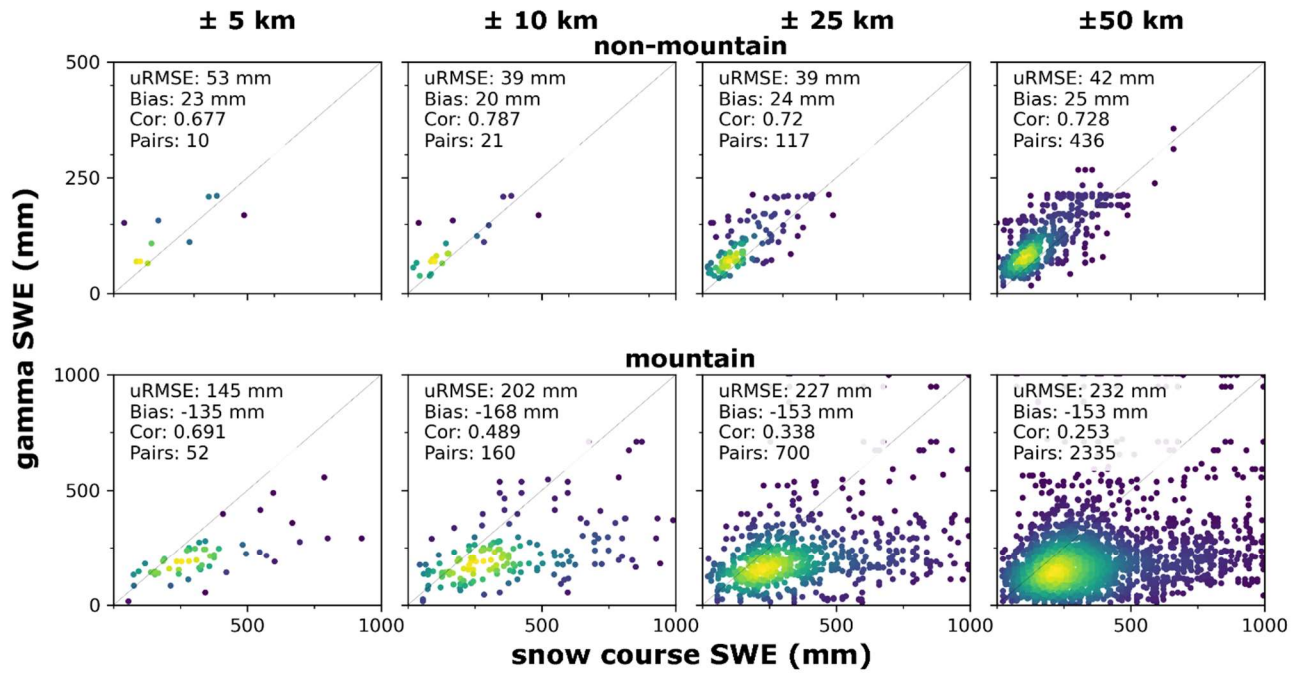 ± 5 km
± 10 km
± 25 km
±50 km
non-mountain
500
250
0
uRMSE: 53 mm
Bias: 23 mm
Cor: 0.677
Pairs: 10
uRMSE: 39 mm
Bias: 20 mm
Cor: 0.787
Pairs: 21
uRMSE: 39 mm
Bias: 24 mm
Cor: 0.72
Pairs: 117
uRMSE: 42 mm
Bias: 25 mm
Cor: 0.728
Pairs: 436
gamma SWE (mm)
mountain
1000
500
0
uRMSE: 145 mm
Bias: -135 mm
Cor: 0.691
Pairs: 52
uRMSE: 202 mm
Bias: -168 mm
Cor: 0.489
Pairs: 160
uRMSE: 227 mm
Bias: -153 mm
Cor: 0.338
Pairs: 700
uRMSE: 232 mm
Bias: -153 mm
Cor: 0.253
Pairs: 2335
500
1000
500
1000
500
1000
500
1000
snow course SWE (mm)